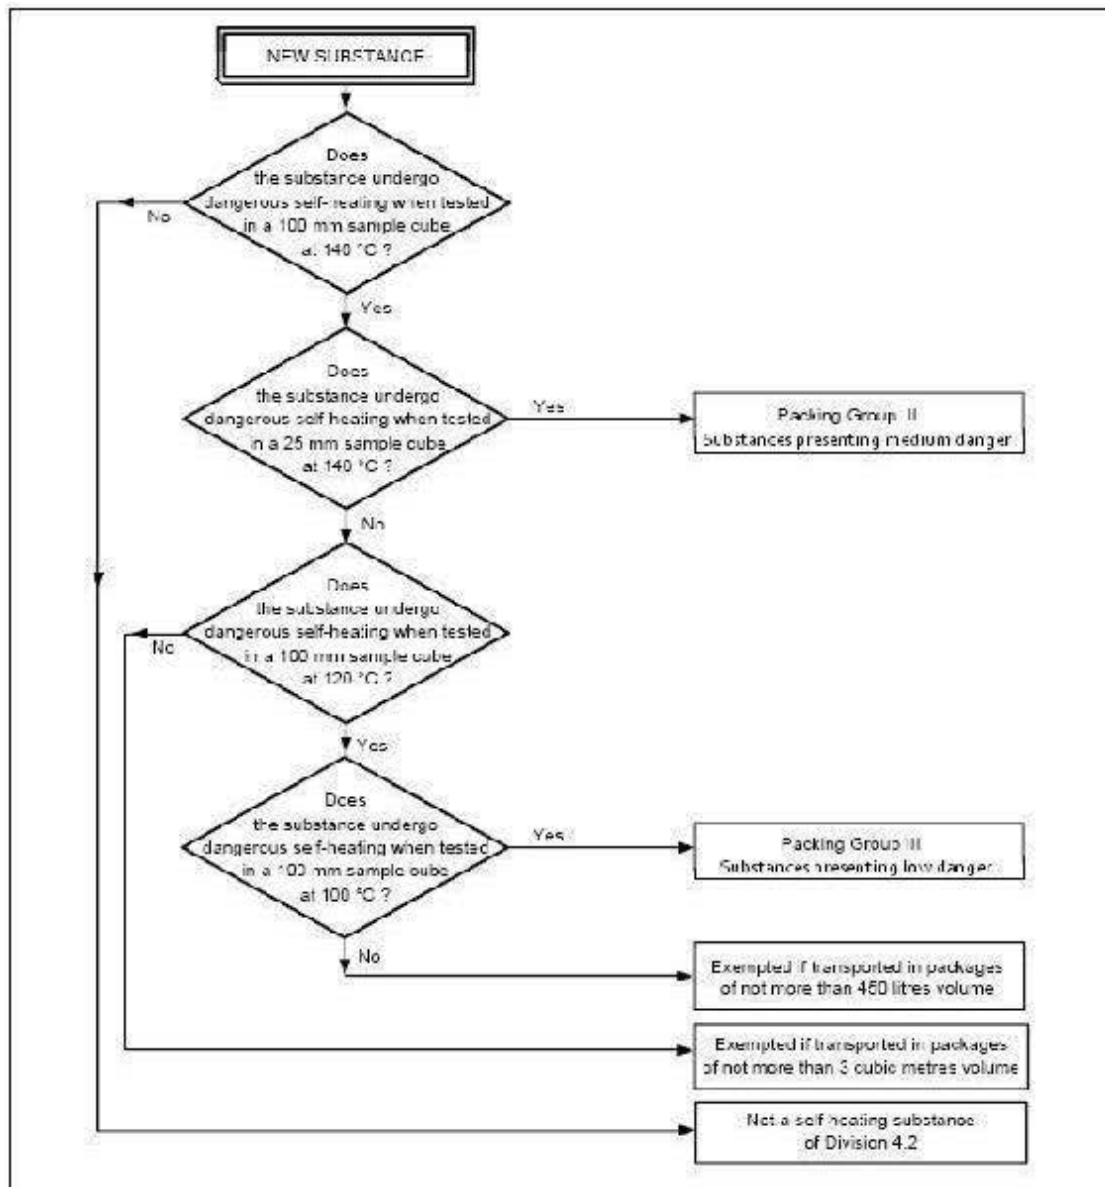 NEW SUBSTANCE
Does
the substance undergo
dangerous self-heating when tested
in a 100 mm sample cube
at 140 °C ?
No
Yes
Does
the substance undergo
dangerous self-heating when tested
in a 25 mm sample cube
at 140 °C ?
Yes
Packing Group II
Substances presenting medium danger
No
Does
the substance undergo
dangerous self-heating when tested
in a 100 mm sample cube
at 120 °C ?
No
Yes
Does
the substance undergo
dangerous self-heating when tested
in a 100 mm sample cube
at 100 °C ?
Yes
Packing Group III
Substances presenting low danger
No
Exempted if transported in packages
of not more than 450 litres volume
Exempted if transported in packages
of not more than 3 cubic metres volume
Not a self heating substance
of Division 4.2